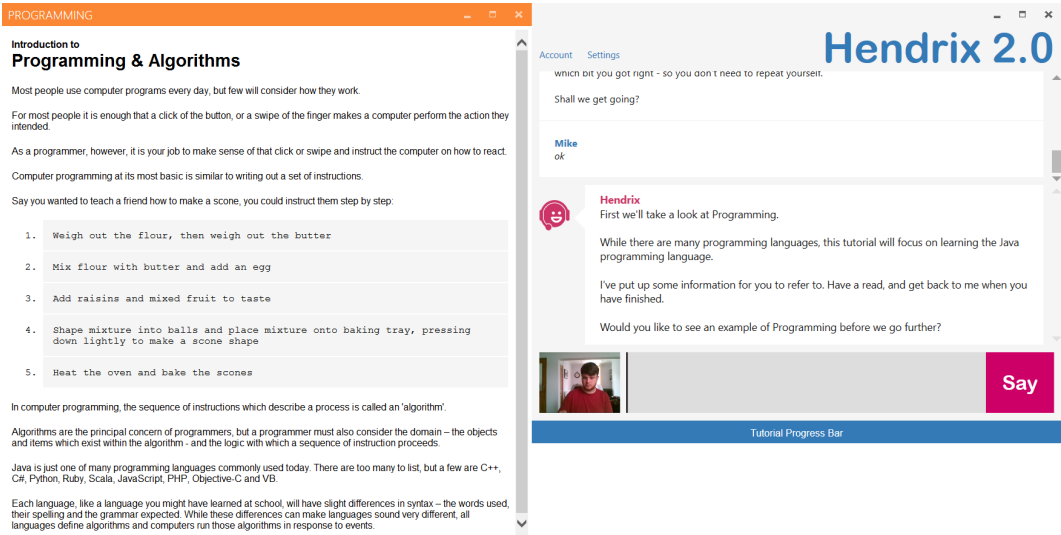 PROGRAMMING
Introduction to
Programming & Algorithms
Most people use computer programs every day, but few will consider how they work.
For most people it is enough that a click of the button, or a swipe of the finger makes a computer perform the action they
intended.
As a programmer, however, it is your job to make sense of that click or swipe and instruct the computer on how to react.
Computer programming at its most basic is similar to writing out a set of instructions.
Say you wanted to teach a friend how to make a scone, you could instruct them step by step:
1. Weigh out the flour, then weigh out the butter
2. Mix flour with butter and add an egg
3. Add raisins and mixed fruit to taste
4. Shape mixture into balls and place mixture onto baking tray, pressing
down lightly to make a scone shape
5. Heat the oven and bake the scones
In computer programming, the sequence of instructions which describe a process is called an 'algorithm'.
Algorithms are the principal concern of programmers, but a programmer must also consider the domain – the objects
and items which exist within the algorithm - and the logic with which a sequence of instruction proceeds.
Java is just one of many programming languages commonly used today. There are too many to list, but a few are C++,
C#, Python, Ruby, Scala, JavaScript, PHP, Objective-C and VB.
Each language, like a language you might have learned at school, will have slight differences in syntax – the words used,
their spelling and the grammar expected. While these differences can make languages sound very different, all
languages define algorithms and computers run those algorithms in response to events.
Account Settings
Hendrix 2.0
which bit you got right - so you don't need to repeat yourself.
Shall we get going?
Mike
ok
Hendrix
First we'll take a look at Programming.
While there are many programming languages, this tutorial will focus on learning the Java
programming language.
I've put up some information for you to refer to. Have a read, and get back to me when you
have finished.
Would you like to see an example of Programming before we go further?
Say
Tutorial Progress Bar